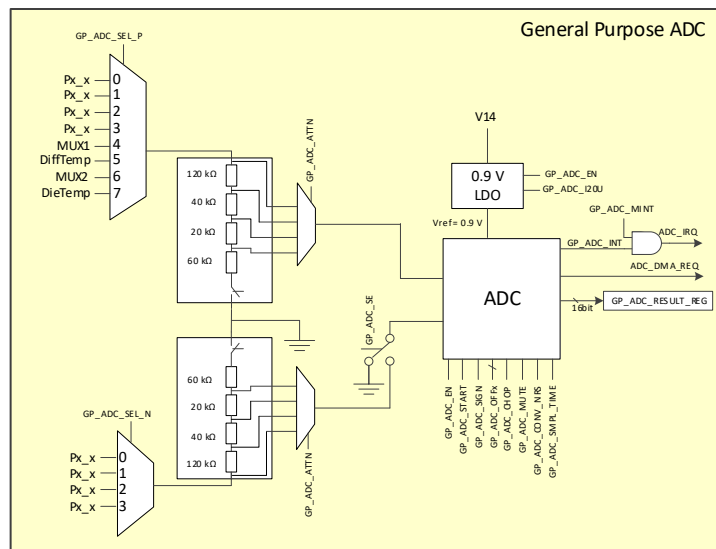 General Purpose ADC
GP_ADC_SEL_P
Px_x 0
Px_x 1
Px_x 2
Px_x 3
MUX1 4
DiffTemp 5
MUX2 6
DieTemp 7
120 kΩ
40 kΩ
20 kΩ
60 kΩ
GP_ADC_ATTN
V14
0.9 V
LDO
GP_ADC_EN
GP_ADC_I20U
Vref= 0.9 V
GP_ADC_MINT
GP_ADC_INT
ADC_IRQ
ADC_DMA_REQ
ADC
16bit
GP_ADC_RESULT_REG
GP_ADC_SE
GP_ADC_EN
GP_ADC_START
GP_ADC_SIGN
GP_ADC_OFFx
GP_ADC_CHOP
GP_ADC_MUTE
GP_ADC_CONV_NRS
GP_ADC_SMPL_TIME
60 kΩ
20 kΩ
40 kΩ
120 kΩ
GP_ADC_ATTN
GP_ADC_SEL_N
Px_x 0
Px_x 1
Px_x 2
Px_x 3